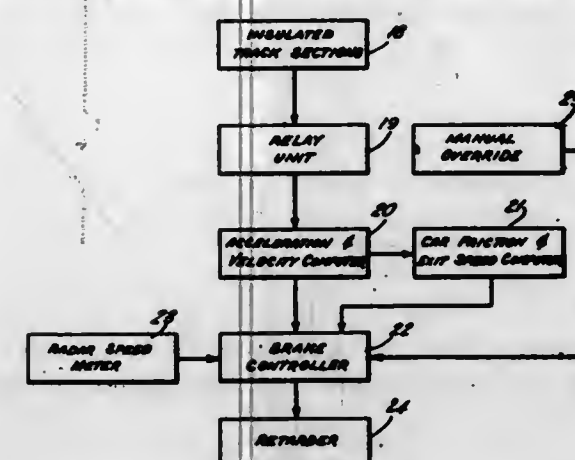 INSULATED
TRACK SECTIONS
18
RELAY
UNIT
19
MANUAL
OVERRIDE
ACCELERATION &
VELOCITY COMPUTER
20
CAR FRICTION &
EXIT SPEED COMPUTER
21
RADAR SPEED
METER
23
BRAKE
CONTROLLER
22
RETARDER
24